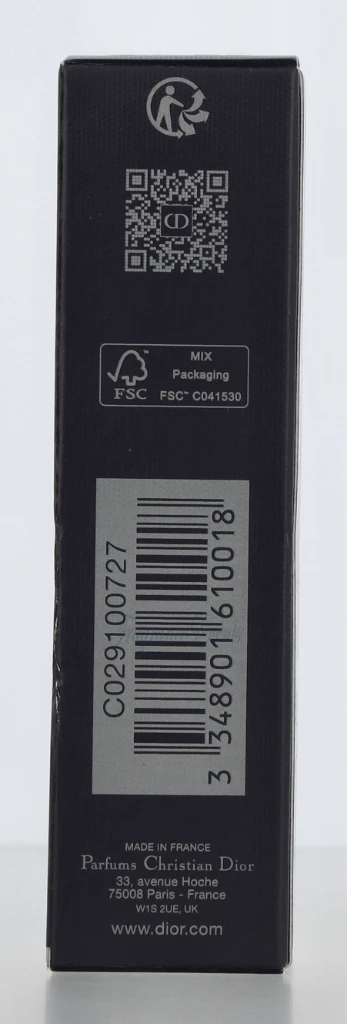 CD
MIX
Packaging
FSC™ C041530
FSC
C029100727
3 348901 610018
MADE IN FRANCE
Parfums Christian Dior
33, avenue Hoche
75008 Paris - France
W1S 2UE, UK
www.dior.com